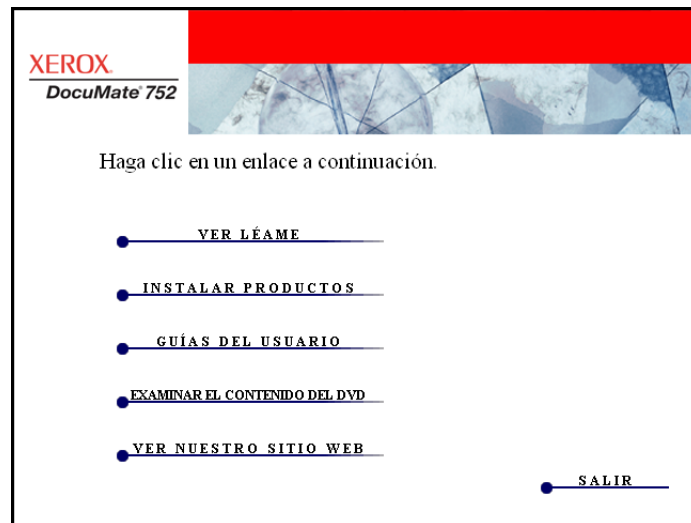 XEROX.
DocuMate® 752
Haga clic en un enlace a continuación.
VER LÉAME
INSTALAR PRODUCTOS
GUÍAS DEL USUARIO
EXAMINAR EL CONTENIDO DEL DVD
VER NUESTRO SITIO WEB
SALIR